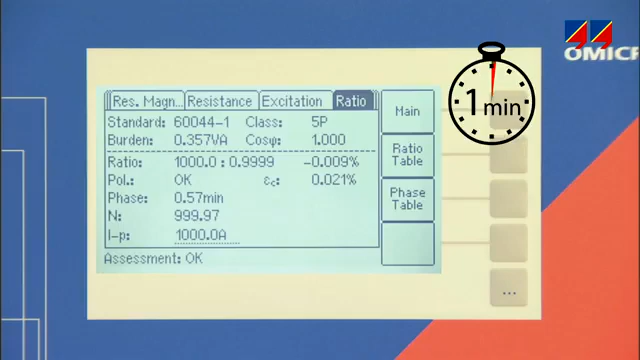 OMICR
1 min
Res. Magn... Resistance Excitation Ratio
Standard: 60044-1 Class: 5P
Burden: 0.357VA Cosψ: 1.000
Ratio: 1000.0 : 0.9999 -0.009%
Pol.: OK εc: 0.021%
Phase: 0.57min
N: 999.97
I-p: 1000.0A
Assessment: OK
Main
Ratio
Table
Phase
Table
...